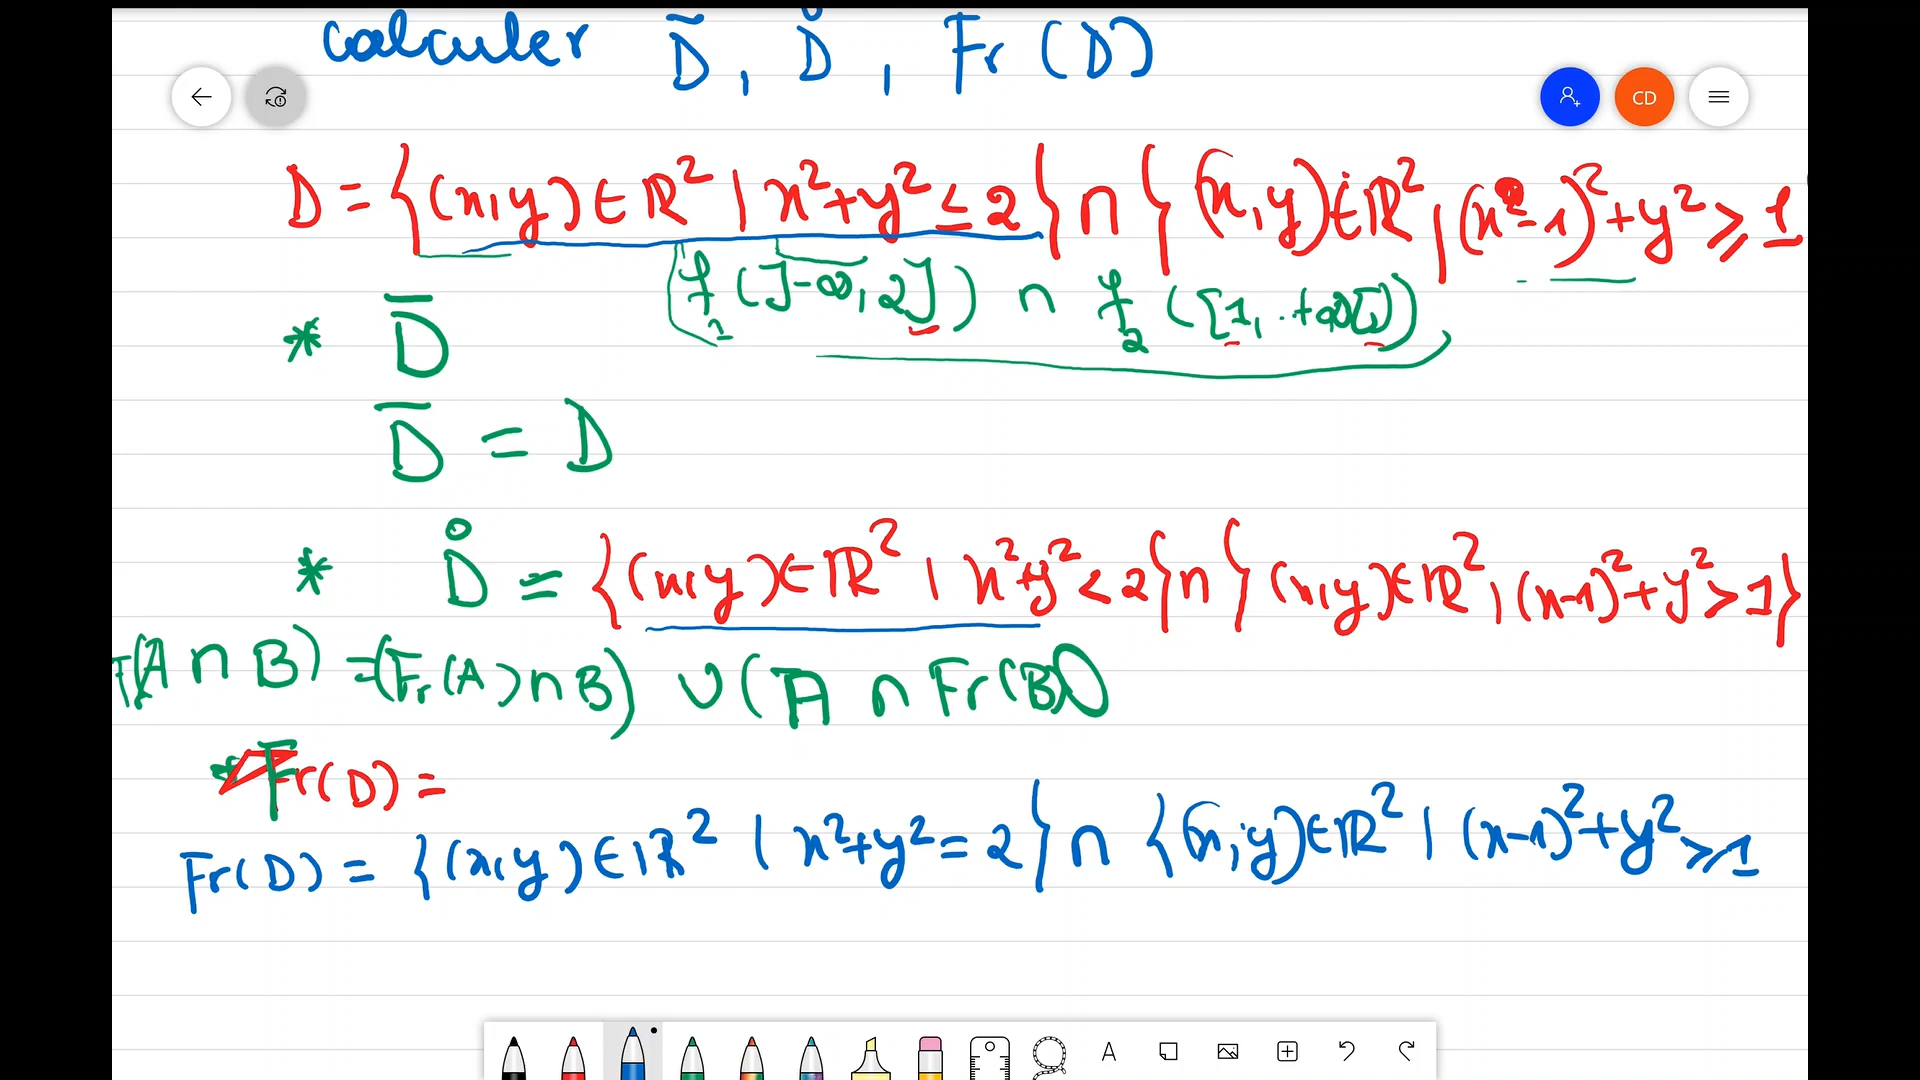 calculer D̄, D̊, Fr(D)
CD
D = {(x,y) ∈ ℝ² | x²+y² ≤ 2} ∩ {(x,y) ∈ ℝ² | (x-1)²+y² ≥ 1
f₁(]-∞, 2]) ∩ f₂([1, +∞[)
* D̄
D̄ = D
* D̊ = {(x,y) ∈ ℝ² | x²+y² < 2} ∩ {(x,y) ∈ ℝ² | (x-1)²+y² > 1}
(A ∩ B) = (Fr(A) ∩ B) ∪ (A ∩ Fr(B))
* Fr(D) =
Fr(D) = {(x,y) ∈ ℝ² | x²+y² = 2} ∩ {(x,y) ∈ ℝ² | (x-1)²+y² ≥ 1
A